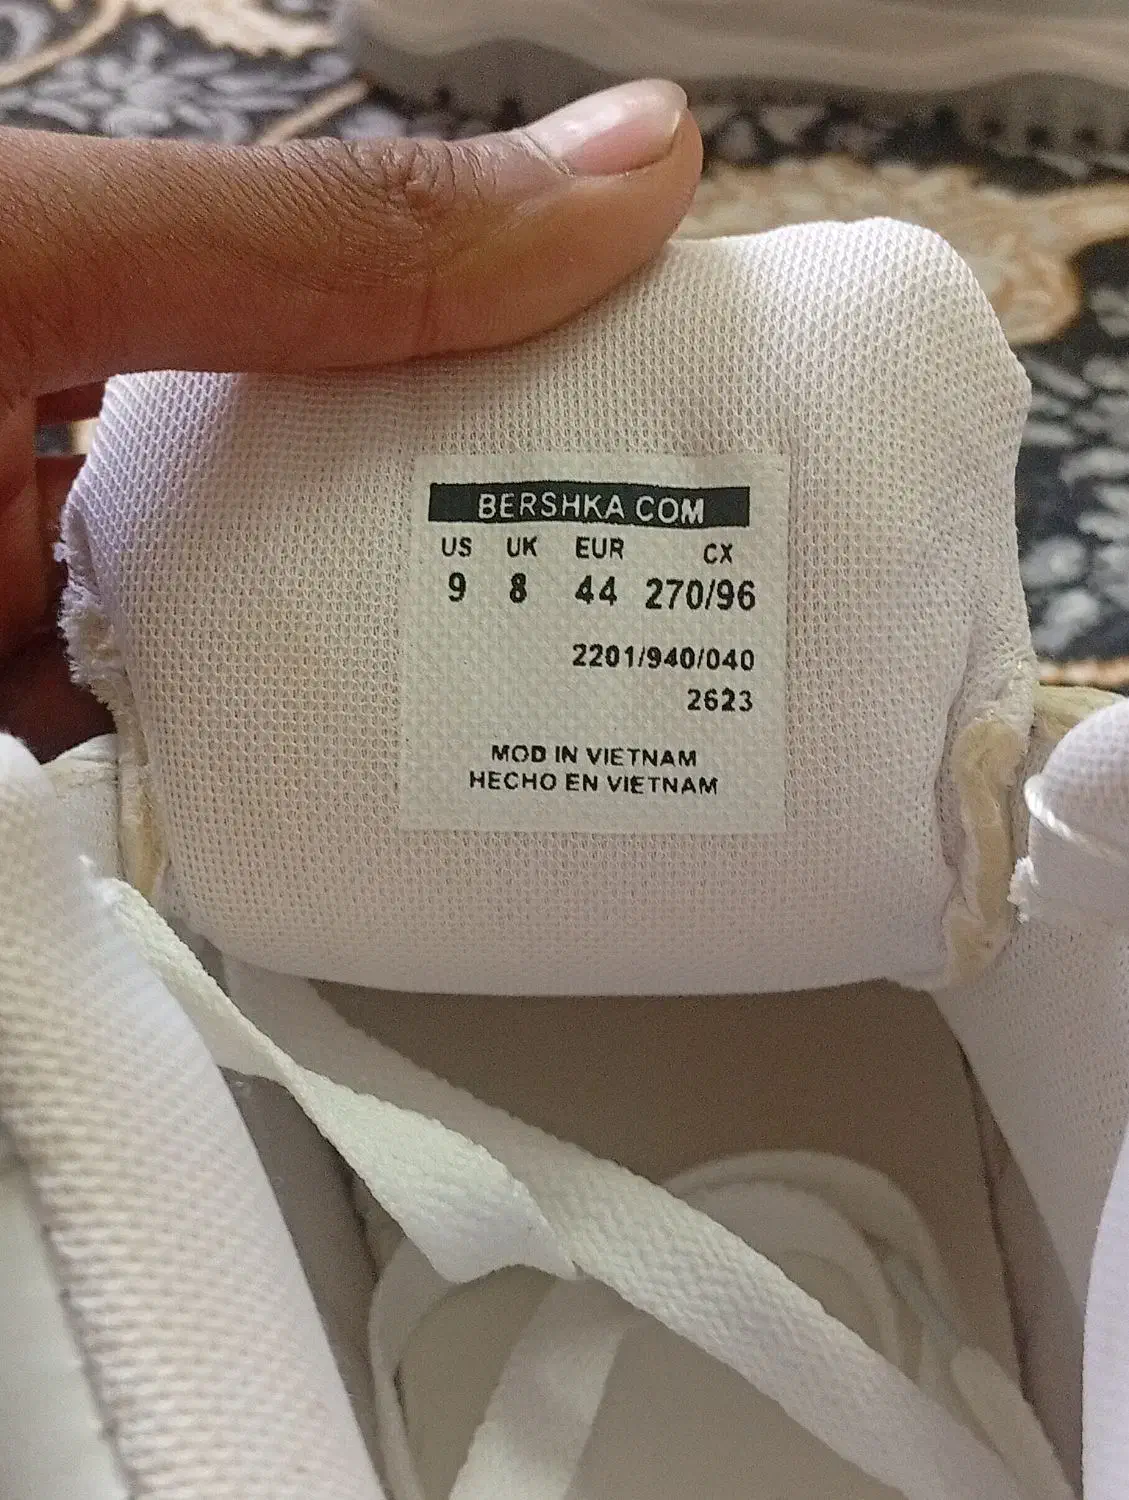 BERSHKA COM
US UK EUR CX
9 8 44 270/96
2201/940/040
2623
MOD IN VIETNAM
HECHO EN VIETNAM